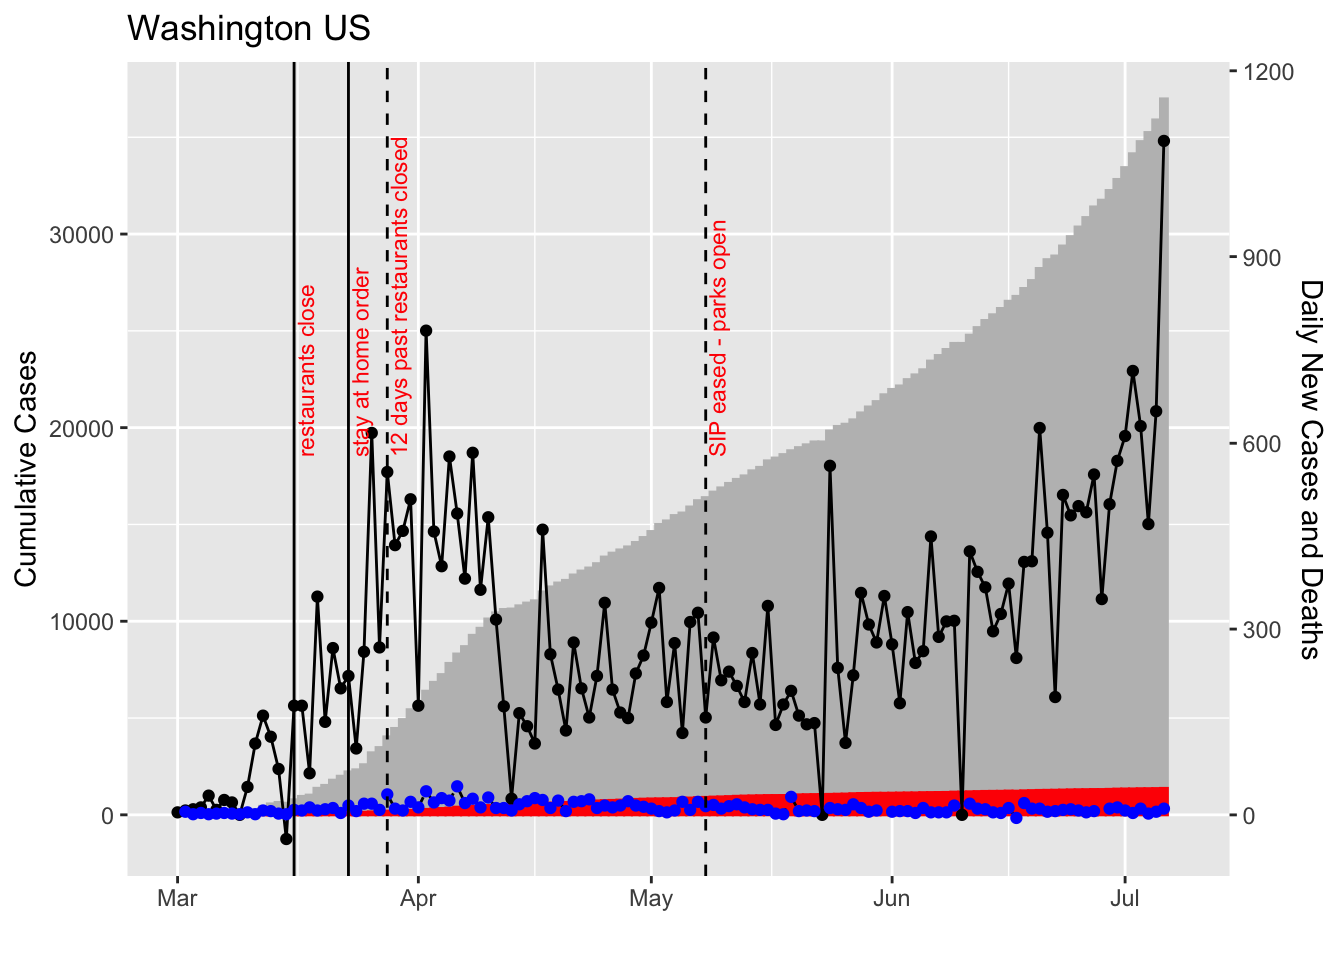 Washington US
Cumulative Cases
30000
20000
10000
0
restaurants close
stay at home order
12 days past restaurants closed
SIP eased - parks open
1200
900
600
300
0
Daily New Cases and Deaths
Mar
Apr
May
Jun
Jul